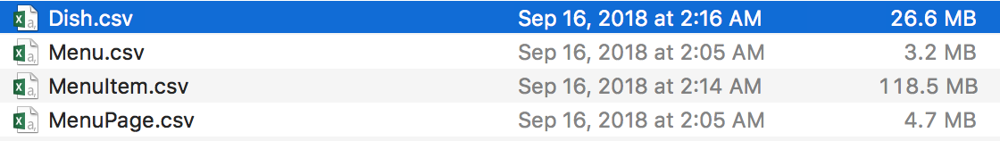 Dish.csv Sep 16, 2018 at 2:16 AM 26.6 MB
Menu.csv Sep 16, 2018 at 2:05 AM 3.2 MB
MenuItem.csv Sep 16, 2018 at 2:14 AM 118.5 MB
MenuPage.csv Sep 16, 2018 at 2:05 AM 4.7 MB